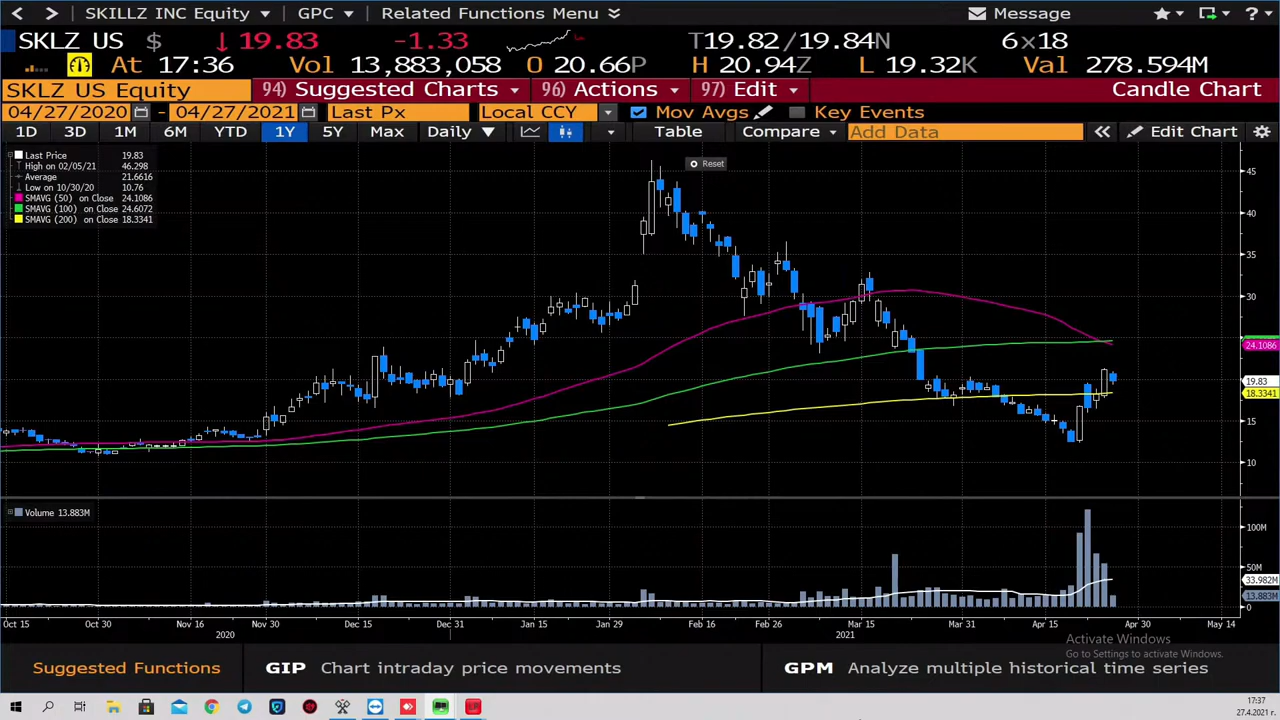 SKILLZ INC Equity GPC Related Functions Menu Message
SKLZ US $ ↓ 19.83 -1.33 T19.82/19.84N 6×18
At 17:36 Vol 13,883,058 O 20.66P H 20.94Z L 19.32K Val 278.594M
SKLZ US Equity 94) Suggested Charts 96) Actions 97) Edit Candle Chart
04/27/2020 - 04/27/2021 Last Px Local CCY Mov Avgs Key Events
1D 3D 1M 6M YTD 1Y 5Y Max Daily ▼ Table Compare Add Data Edit Chart
Reset
Last Price 19.83
High on 02/05/21 46.298
Average 21.6616
Low on 10/30/20 10.76
SMAVG (50) on Close 24.1086
SMAVG (100) on Close 24.6072
SMAVG (200) on Close 18.3341
45
40
35
30
24.1086
19.83
18.3341
15
10
Volume 13.883M
100M
50M
33.982M
13.883M
0
Oct 15 Oct 30 Nov 16 Nov 30 Dec 15 Dec 31 Jan 15 Jan 29 Feb 16 Feb 26 Mar 15 Mar 31 Apr 15 Apr 30 May 14
2020 2021
Activate Windows
Go to Settings to activate Windows.
Suggested Functions GIP Chart intraday price movements GPM Analyze multiple historical time series
17:37
27.4.2021 г.